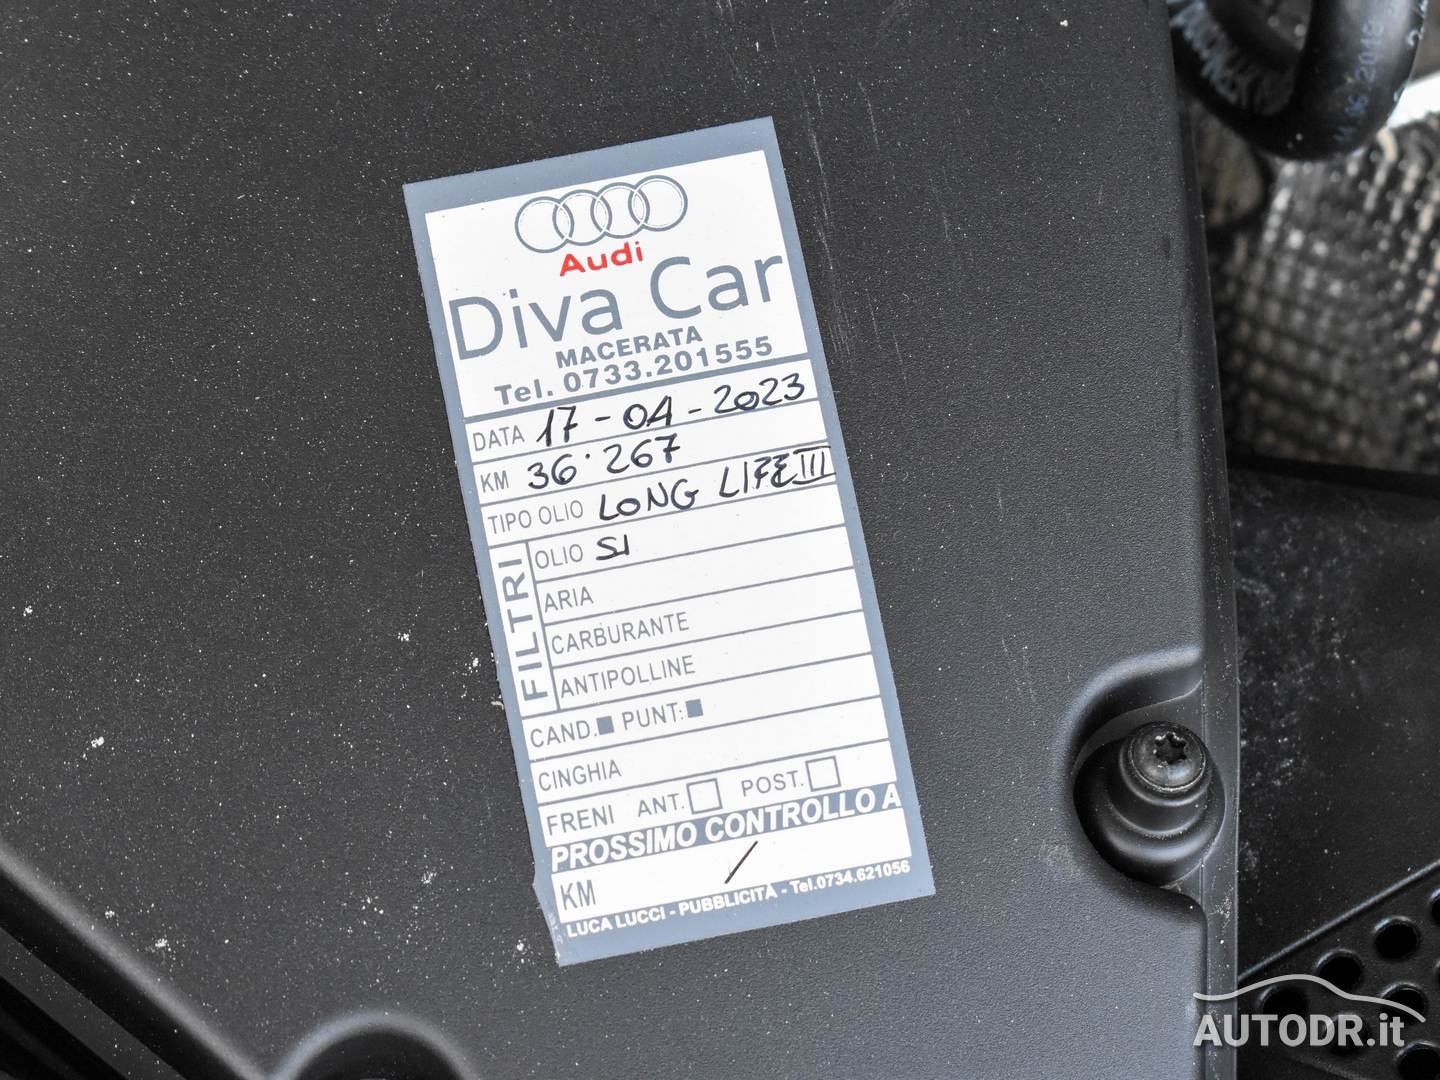 Audi
Diva Car
MACERATA
Tel. 0733.201555
DATA 17-04-2023
KM 36.267
TIPO OLIO LONG LIFE III
FILTRI
OLIO SI
ARIA
CARBURANTE
ANTIPOLLINE
CAND. PUNT:
CINGHIA
FRENI ANT. POST.
PROSSIMO CONTROLLO A
KM /
LUCA LUCCI - PUBBLICITÀ - Tel.0734.621056
AUTODR.it